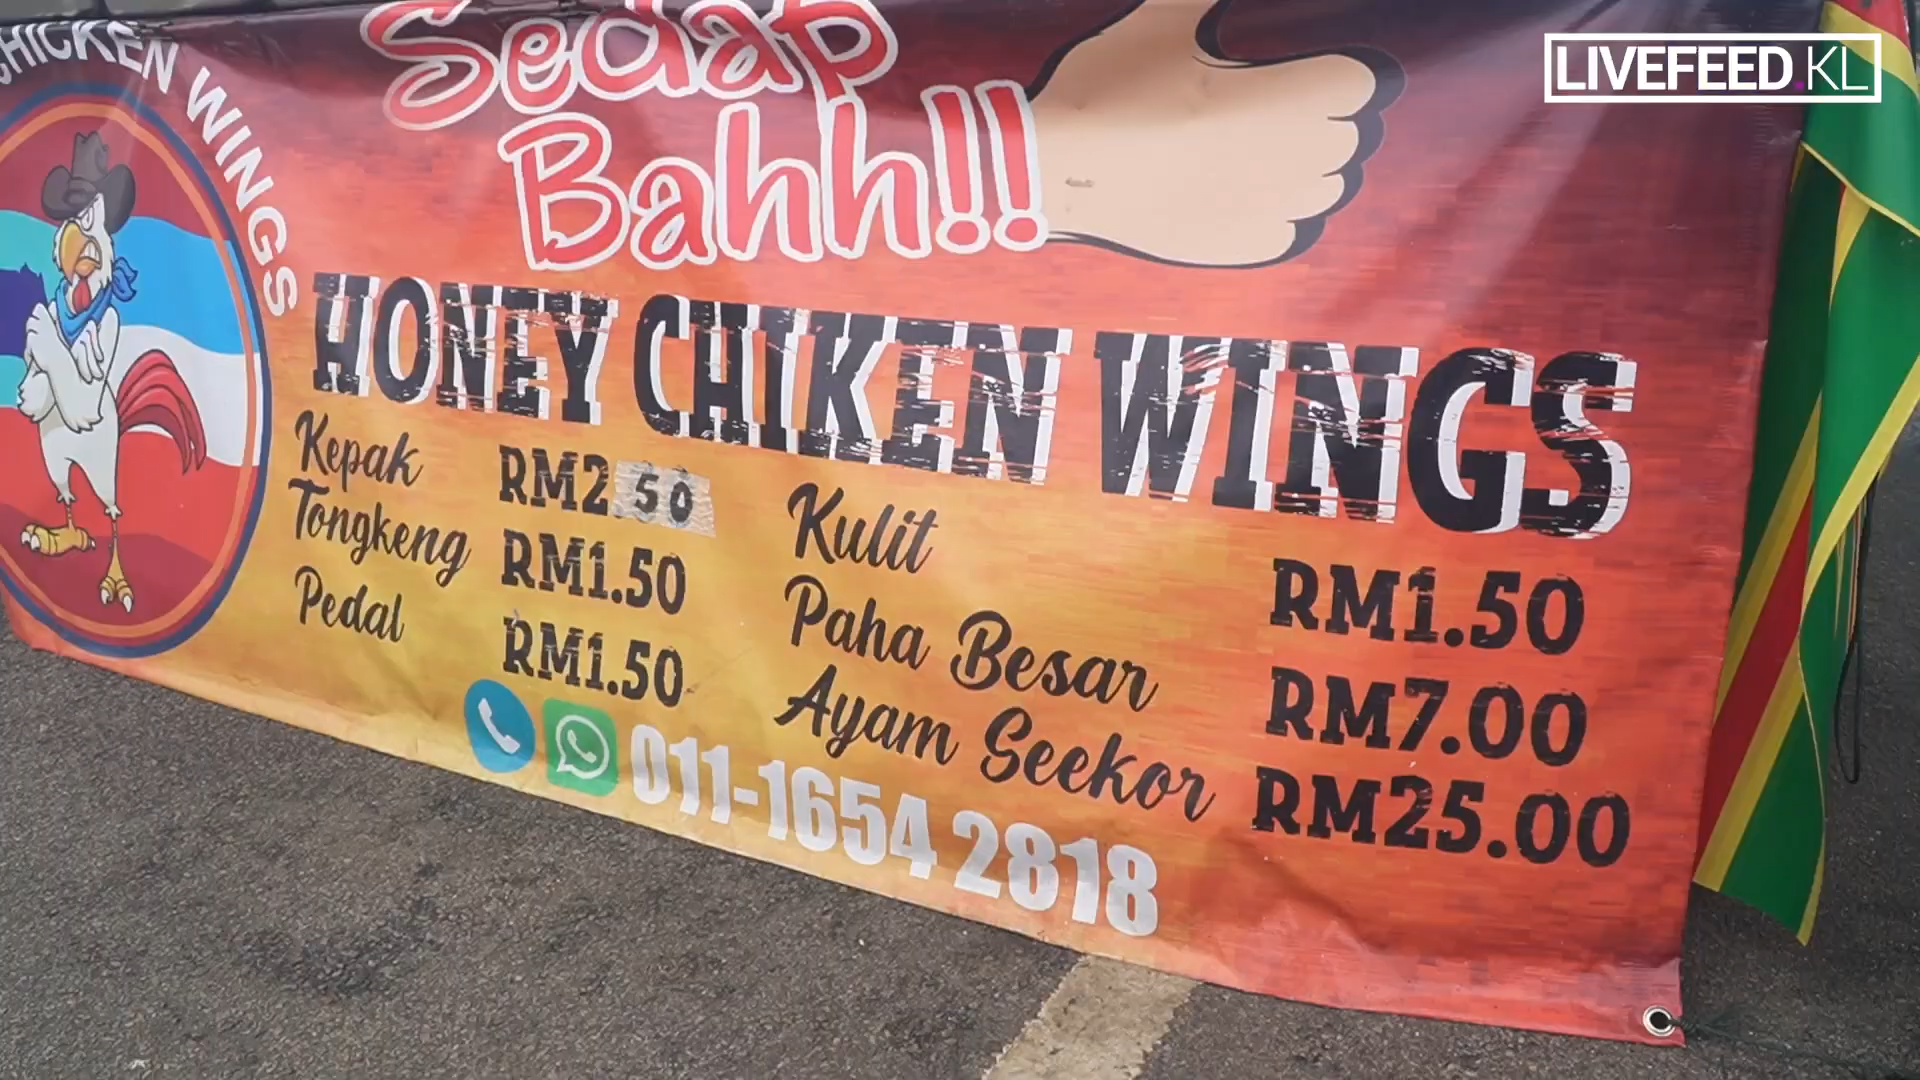 LIVEFEED.KL
CHICKEN WINGS
Sedap
Bahh!!
HONEY CHIKEN WINGS
Kepak RM2.50
Tongkeng RM1.50
Pedal RM1.50
Kulit RM1.50
Paha Besar RM7.00
Ayam Seekor RM25.00
011-1654 2818